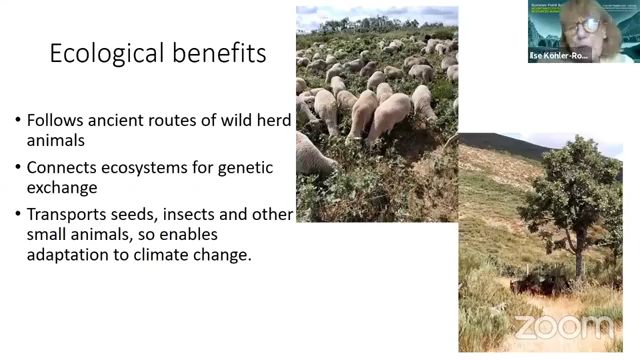 Ecological benefits
• Follows ancient routes of wild herd
animals
• Connects ecosystems for genetic
exchange
• Transports seeds, insects and other
small animals, so enables
adaptation to climate change.
Ilse Köhler-Ro...
zoom